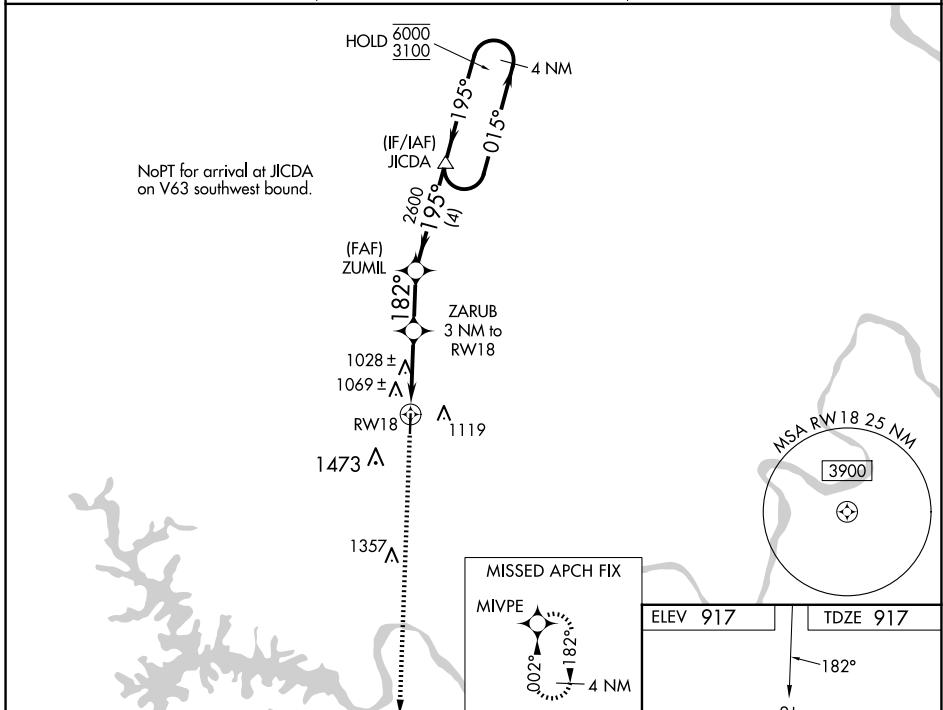 HOLD 6000
3100
4 NM
195°
015°
(IF/IAF)
JICDA
NoPT for arrival at JICDA
on V63 southwest bound.
2600
195°
(4)
(FAF)
ZUMIL
182°
ZARUB
3 NM to
RW18
1028 ±
1069 ±
RW18
1119
1473
MSA RW18 25 NM
3900
1357
MISSED APCH FIX
MIVPE
002°
182°
4 NM
ELEV 917
TDZE 917
182°